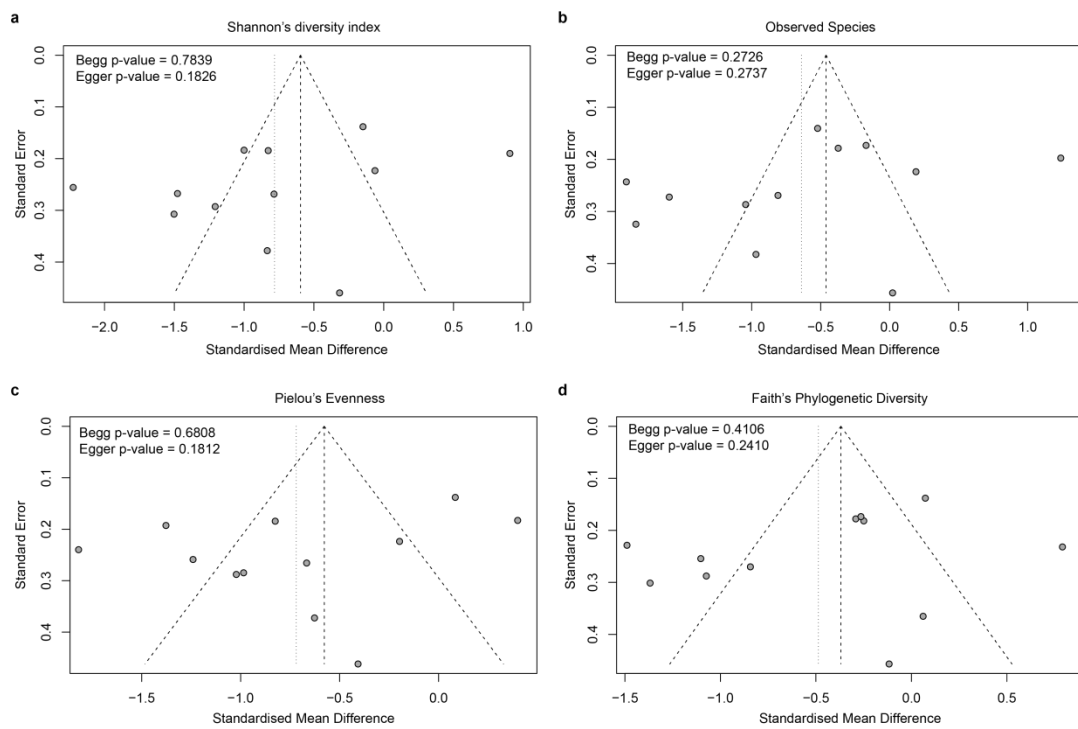 a
Shannon’s diversity index
Begg p-value = 0.7839
Egger p-value = 0.1826
0.0
0.1
0.2
0.3
0.4
Standard Error
−2.0 −1.5 −1.0 −0.5 0.0 0.5 1.0
Standardised Mean Difference
b
Observed Species
Begg p-value = 0.2726
Egger p-value = 0.2737
0.0
0.1
0.2
0.3
0.4
Standard Error
−1.5 −1.0 −0.5 0.0 0.5 1.0
Standardised Mean Difference
c
Pielou’s Evenness
Begg p-value = 0.6808
Egger p-value = 0.1812
0.0
0.1
0.2
0.3
0.4
Standard Error
−1.5 −1.0 −0.5 0.0
Standardised Mean Difference
d
Faith’s Phylogenetic Diversity
Begg p-value = 0.4106
Egger p-value = 0.2410
0.0
0.1
0.2
0.3
0.4
Standard Error
−1.5 −1.0 −0.5 0.0 0.5
Standardised Mean Difference